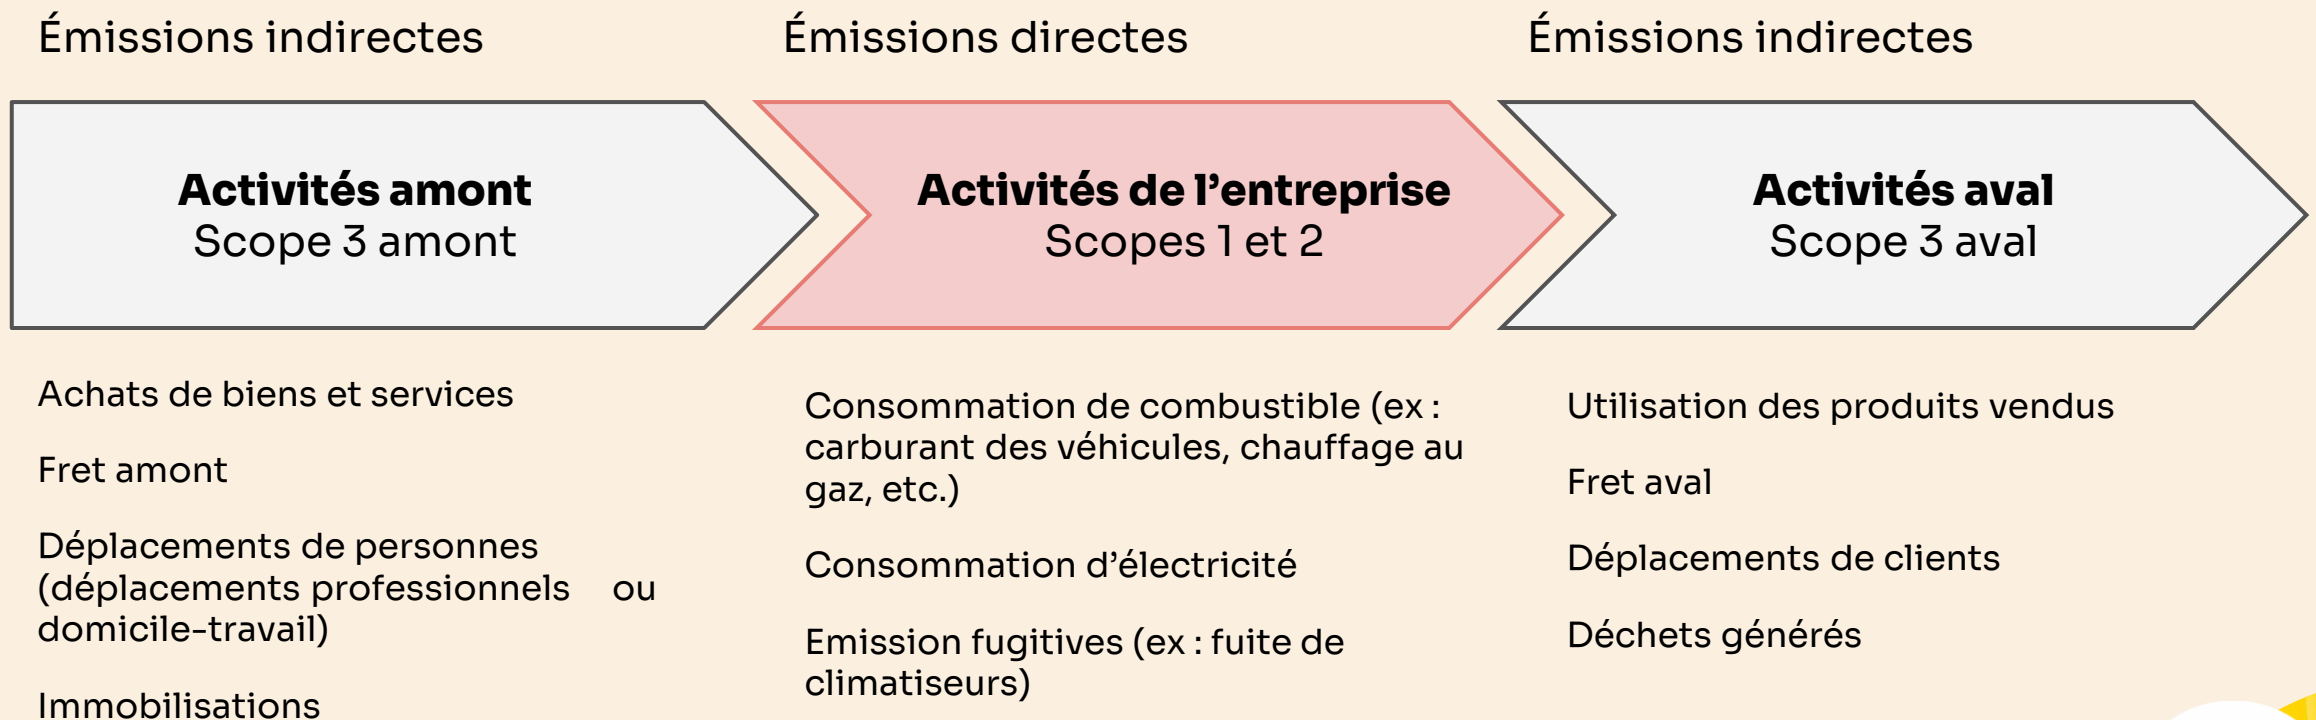 Émissions indirectes
Émissions directes
Émissions indirectes
Activités amont
Scope 3 amont
Activités de l’entreprise
Scopes 1 et 2
Activités aval
Scope 3 aval
Achats de biens et services
Fret amont
Déplacements de personnes
(déplacements professionnels ou
domicile-travail)
Immobilisations
Consommation de combustible (ex :
carburant des véhicules, chauffage au
gaz, etc.)
Consommation d’électricité
Emission fugitives (ex : fuite de
climatiseurs)
Utilisation des produits vendus
Fret aval
Déplacements de clients
Déchets générés